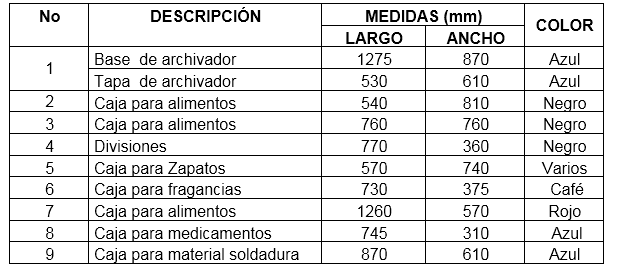 No DESCRIPCIÓN MEDIDAS (mm) COLOR
LARGO ANCHO
1 Base de archivador 1275 870 Azul
Tapa de archivador 530 610 Azul
2 Caja para alimentos 540 810 Negro
3 Caja para alimentos 760 760 Negro
4 Divisiones 770 360 Negro
5 Caja para Zapatos 570 740 Varios
6 Caja para fragancias 730 375 Café
7 Caja para alimentos 1260 570 Rojo
8 Caja para medicamentos 745 310 Azul
9 Caja para material soldadura 870 610 Azul